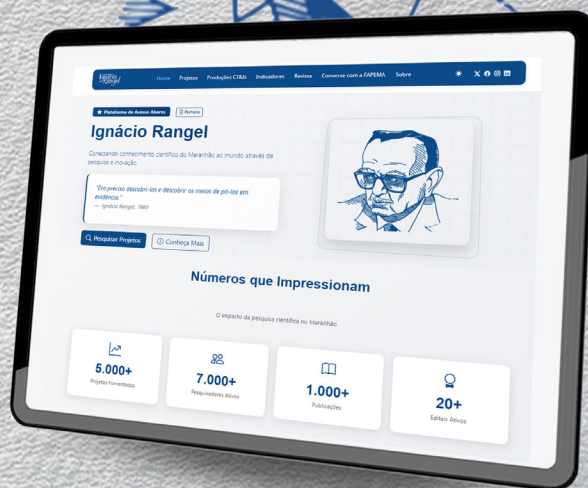 Ignácio Rangel
Home Projetos Produções CT&I: Indicadores Revista Converse com a FAPEMA Sobre
Plataforma de Acesso Aberto Portaria
Ignácio Rangel
Conectando conhecimento científico do Maranhão ao mundo através da
pesquisa e inovação.
"Era preciso descobri-los e descobrir os meios de pô-los em
evidência."
— Ignácio Rangel, 1980
Pesquisar Projetos Conheça Mais
Números que Impressionam
O impacto da pesquisa científica no Maranhão
5.000+
Projetos Fomentados
7.000+
Pesquisadores Ativos
1.000+
Publicações
20+
Editais Ativos